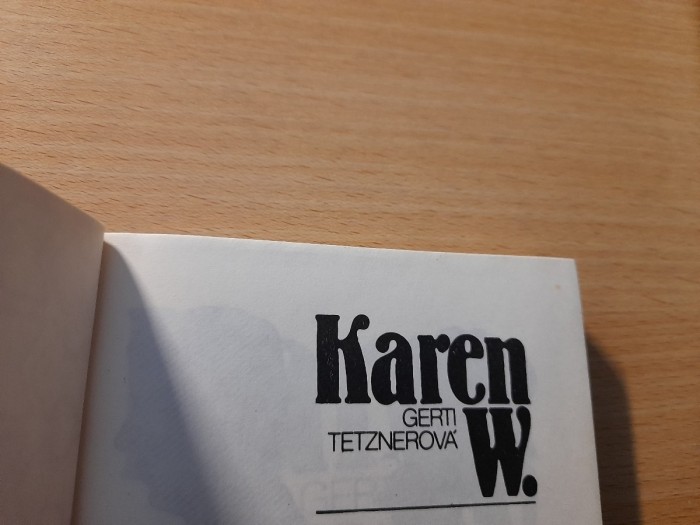 Karen
GERTI
TETZNEROVÁ
W.